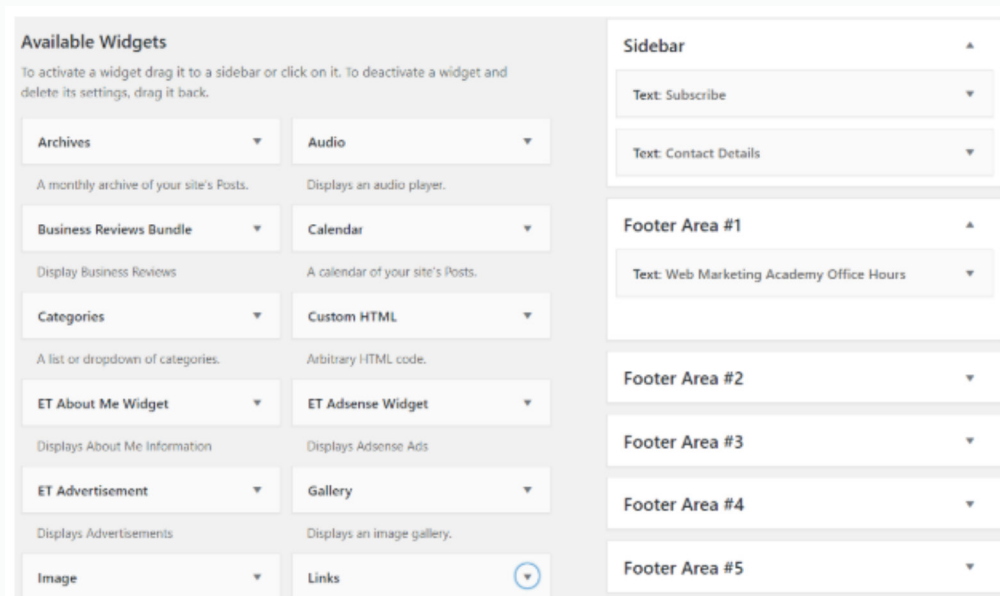 Available Widgets
To activate a widget drag it to a sidebar or click on it. To deactivate a widget and
delete its settings, drag it back.
Archives
A monthly archive of your site's Posts.
Audio
Displays an audio player.
Business Reviews Bundle
Display Business Reviews
Calendar
A calendar of your site's Posts.
Categories
A list or dropdown of categories.
Custom HTML
Arbitrary HTML code.
ET About Me Widget
Displays About Me Information
ET Adsense Widget
Displays Adsense Ads
ET Advertisement
Displays Advertisements
Gallery
Displays an image gallery.
Image
Links
Sidebar
Text: Subscribe
Text: Contact Details
Footer Area #1
Text: Web Marketing Academy Office Hours
Footer Area #2
Footer Area #3
Footer Area #4
Footer Area #5